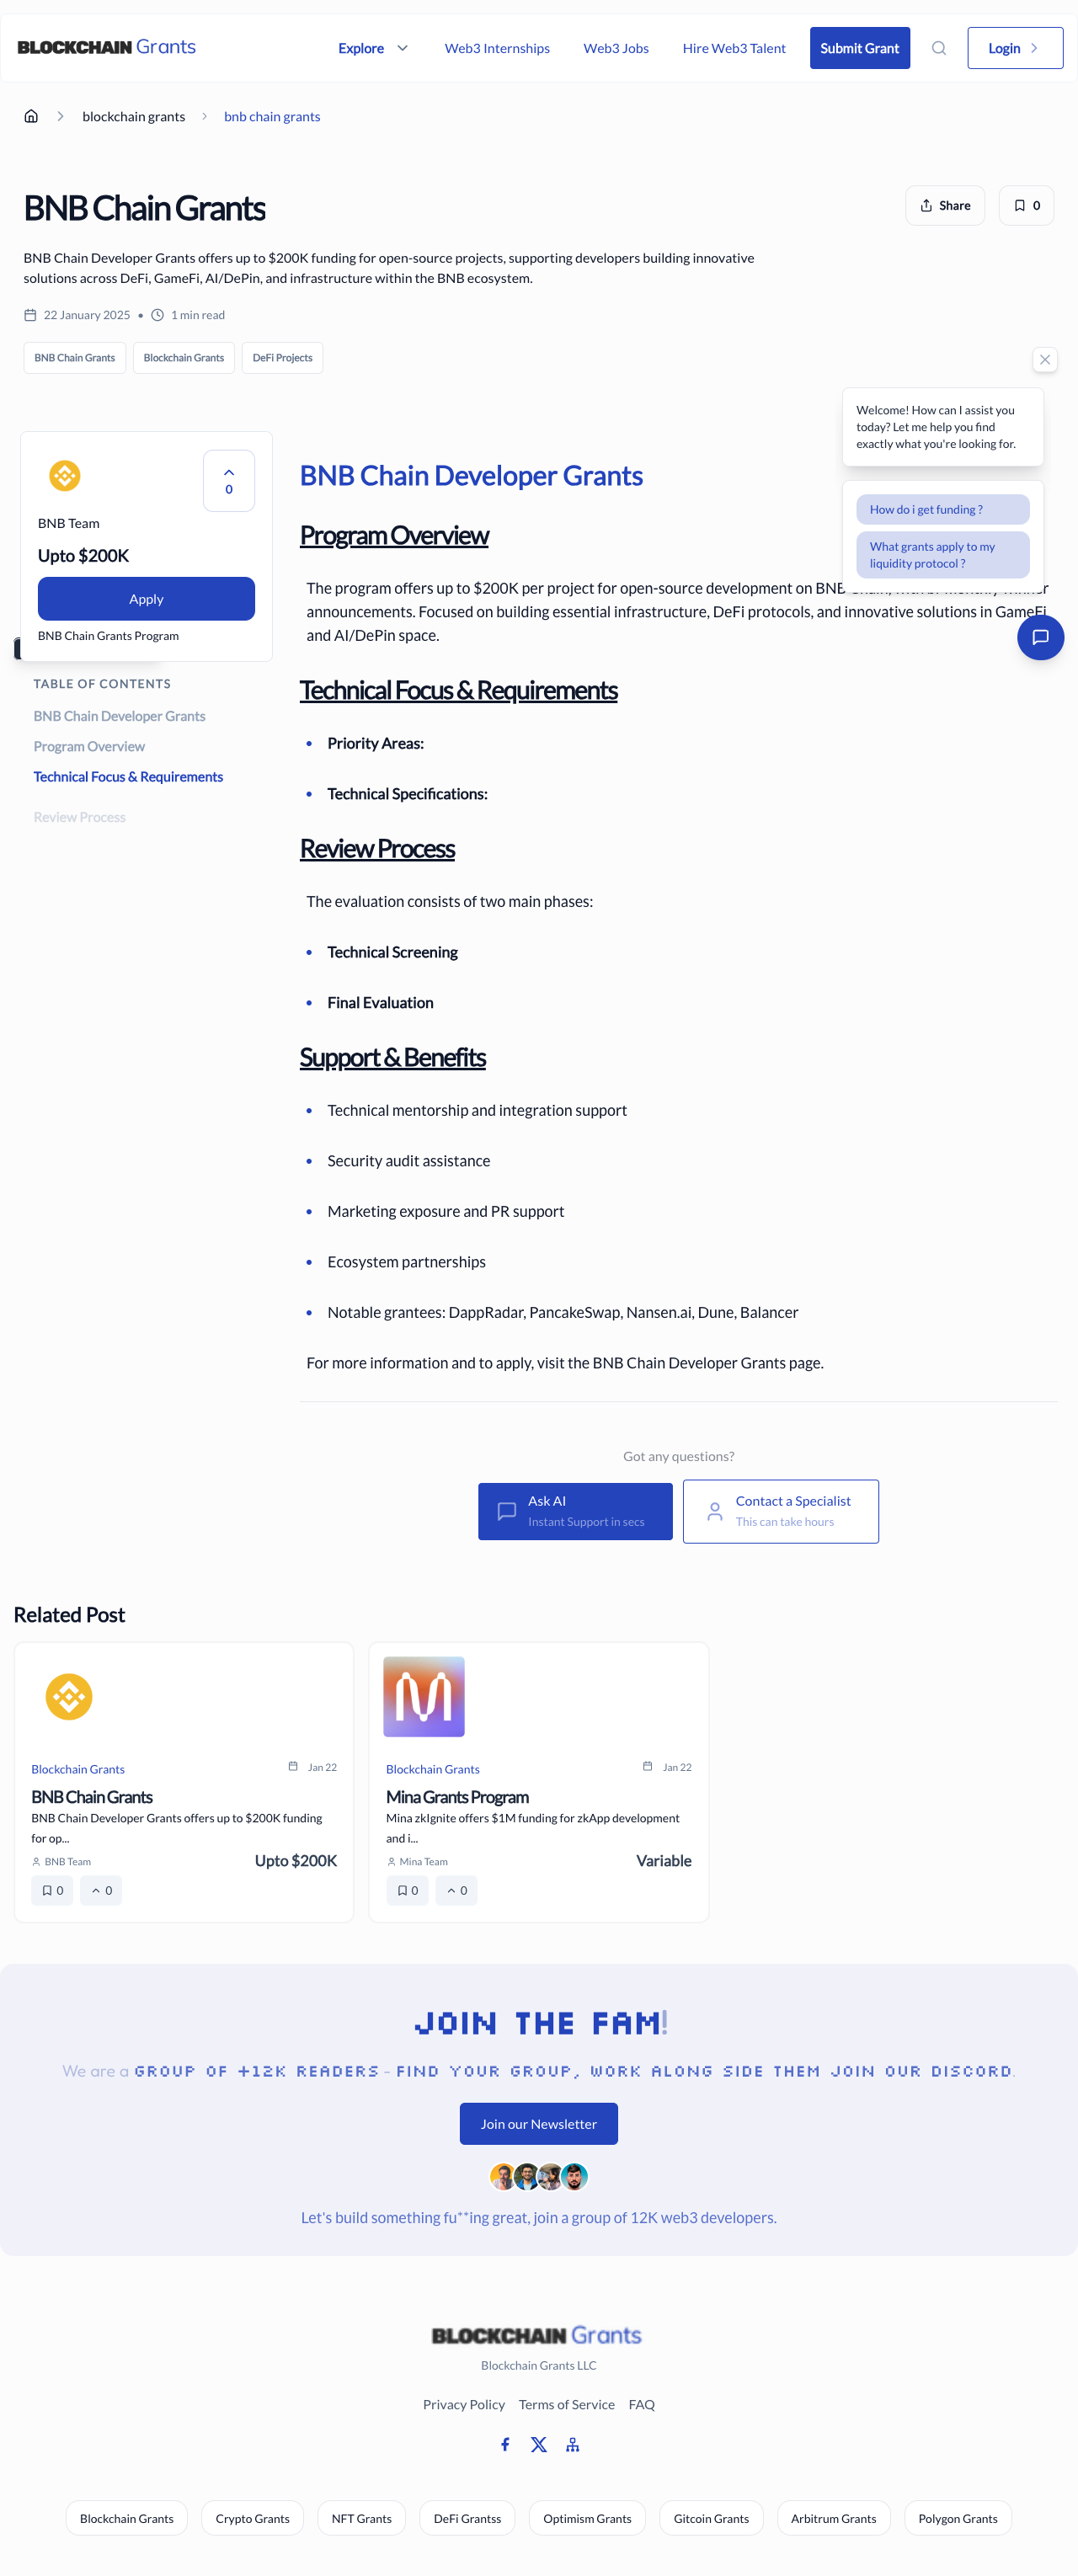 BLOCKCHAIN Grants
Explore
Web3 Internships
Web3 Jobs
Hire Web3 Talent
Submit Grant
Login
blockchain grants
bnb chain grants
BNB Chain Grants
Share
0
BNB Chain Developer Grants offers up to $200K funding for open-source projects, supporting developers building innovative
solutions across DeFi, GameFi, AI/DePin, and infrastructure within the BNB ecosystem.
22 January 2025 • 1 min read
BNB Chain Grants
Blockchain Grants
DeFi Projects
Welcome! How can I assist you
today? Let me help you find
exactly what you're looking for.
How do i get funding ?
What grants apply to my
liquidity protocol ?
0
BNB Team
Upto $200K
Apply
BNB Chain Grants Program
TABLE OF CONTENTS
BNB Chain Developer Grants
Program Overview
Technical Focus & Requirements
Review Process
BNB Chain Developer Grants
Program Overview
The program offers up to $200K per project for open-source development on BNB
announcements. Focused on building essential infrastructure, DeFi protocols, and innovative solutions in GameFi
and AI/DePin space.
Technical Focus & Requirements
• Priority Areas:
• Technical Specifications:
Review Process
The evaluation consists of two main phases:
• Technical Screening
• Final Evaluation
Support & Benefits
• Technical mentorship and integration support
• Security audit assistance
• Marketing exposure and PR support
• Ecosystem partnerships
• Notable grantees: DappRadar, PancakeSwap, Nansen.ai, Dune, Balancer
For more information and to apply, visit the BNB Chain Developer Grants page.
Got any questions?
Ask AI
Instant Support in secs
Contact a Specialist
This can take hours
Related Post
Blockchain Grants
Jan 22
BNB Chain Grants
BNB Chain Developer Grants offers up to $200K funding
for op...
BNB Team
Upto $200K
0
0
Blockchain Grants
Jan 22
Mina Grants Program
Mina zkIgnite offers $1M funding for zkApp development
and i...
Mina Team
Variable
0
0
JOIN THE FAM!
We are a GROUP OF +12K READERS - FIND YOUR GROUP, WORK ALONG SIDE THEM JOIN OUR DISCORD.
Join our Newsletter
Let's build something fu**ing great, join a group of 12K web3 developers.
BLOCKCHAIN Grants
Blockchain Grants LLC
Privacy Policy
Terms of Service
FAQ
Blockchain Grants
Crypto Grants
NFT Grants
DeFi Grantss
Optimism Grants
Gitcoin Grants
Arbitrum Grants
Polygon Grants